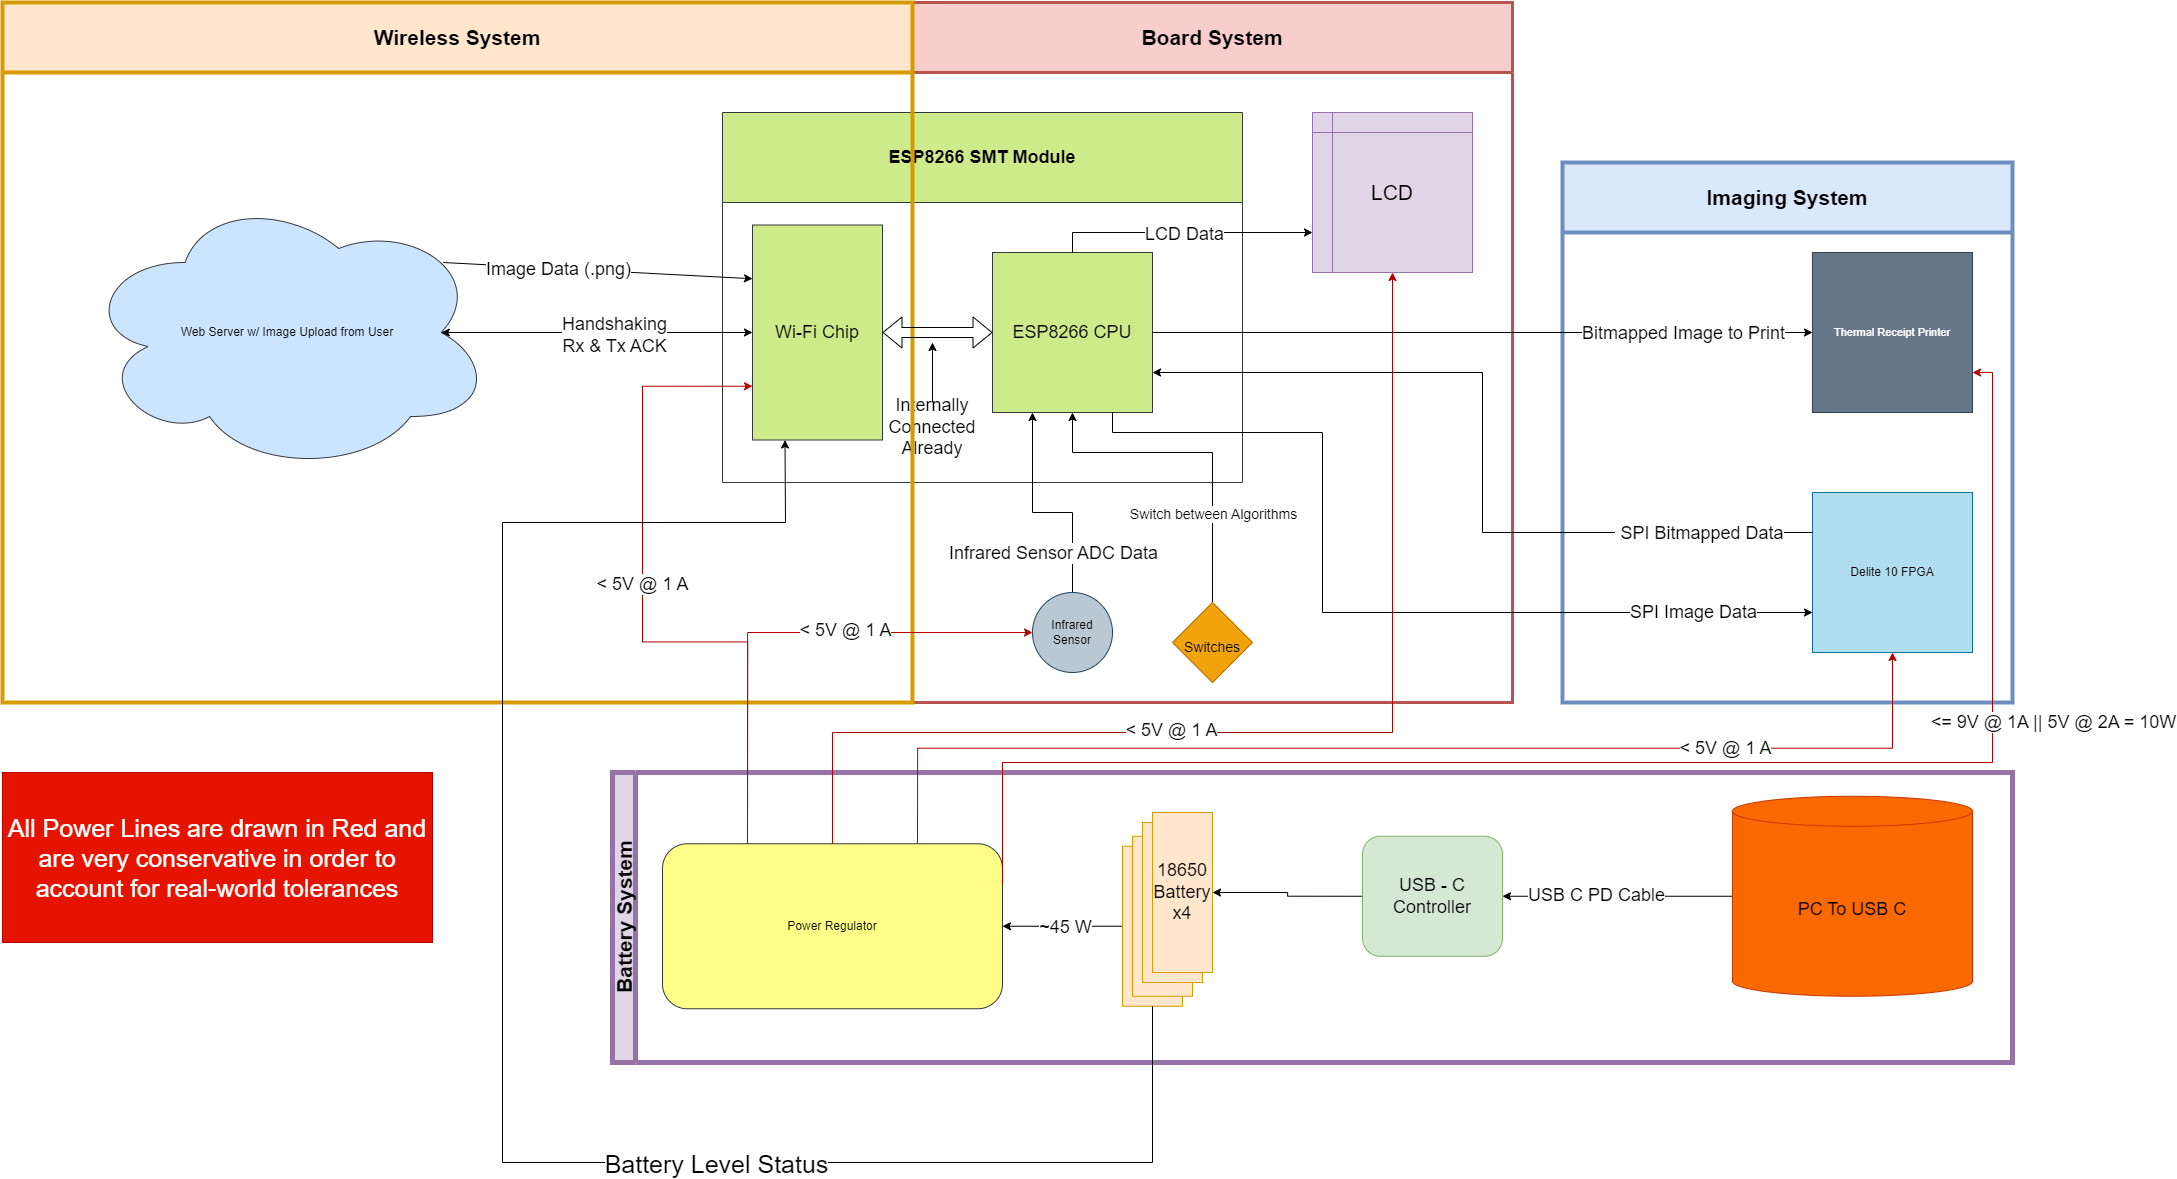 Wireless System
Board System
ESP8266 SMT Module
LCD
Imaging System
LCD Data
Image Data (.png)
Web Server w/ Image Upload from User
Handshaking
Rx & Tx ACK
Wi-Fi Chip
ESP8266 CPU
Bitmapped Image to Print
Thermal Receipt Printer
Internally
Connected
Already
Switch between Algorithms
Infrared Sensor ADC Data
SPI Bitmapped Data
Delite 10 FPGA
< 5V @ 1 A
SPI Image Data
< 5V @ 1 A
Infrared
Sensor
Switches
< 5V @ 1 A
<= 9V @ 1A || 5V @ 2A = 10W
< 5V @ 1 A
All Power Lines are drawn in Red and
are very conservative in order to
account for real-world tolerances
Battery System
Power Regulator
~45 W
18650
Battery
x4
USB - C
Controller
USB C PD Cable
PC To USB C
Battery Level Status